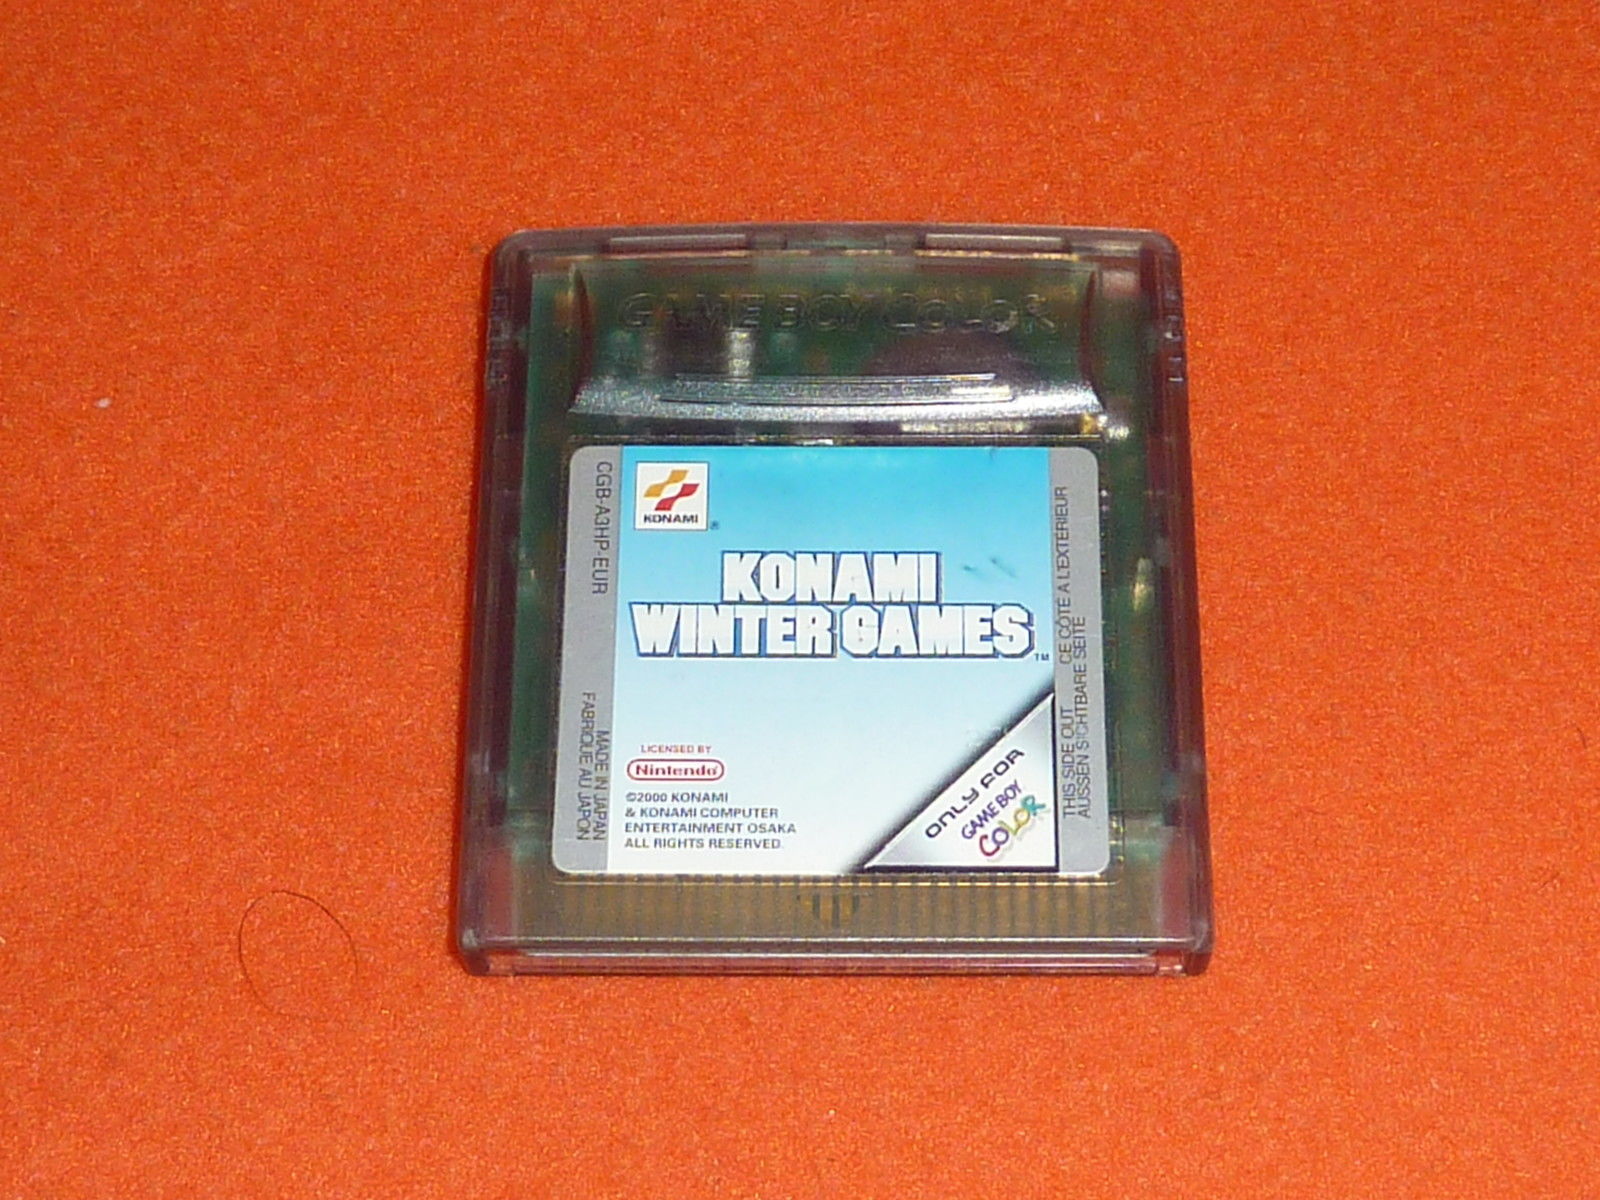 GAME BOY COLOR
CGB-A3HP-EUR
MADE IN JAPAN
FABRIQUE AU JAPON
KONAMI ®
KONAMI
WINTER GAMES ™
LICENSED BY
Nintendo
©2000 KONAMI
& KONAMI COMPUTER
ENTERTAINMENT OSAKA
ALL RIGHTS RESERVED.
ONLY FOR
GAME BOY
COLOR
THIS SIDE OUT CE CÔTÉ A L'EXTÉRIEUR
AUSSEN SICHTBARE SEITE